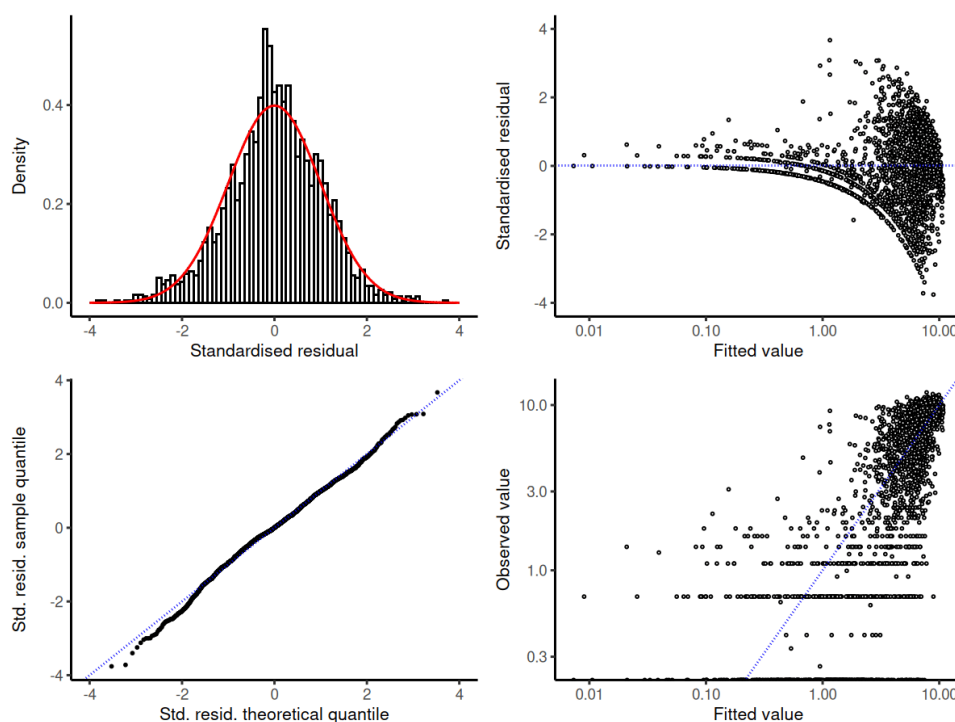 Density
0.4
0.2
0.0
-4 -2 0 2 4
Standardised residual
Standardised residual
4
2
0
-2
-4
0.01 0.10 1.00 10.00
Fitted value
Std. resid. sample quantile
4
2
0
-2
-4
-4 -2 0 2 4
Std. resid. theoretical quantile
Observed value
10.0
3.0
1.0
0.3
0.01 0.10 1.00 10.00
Fitted value